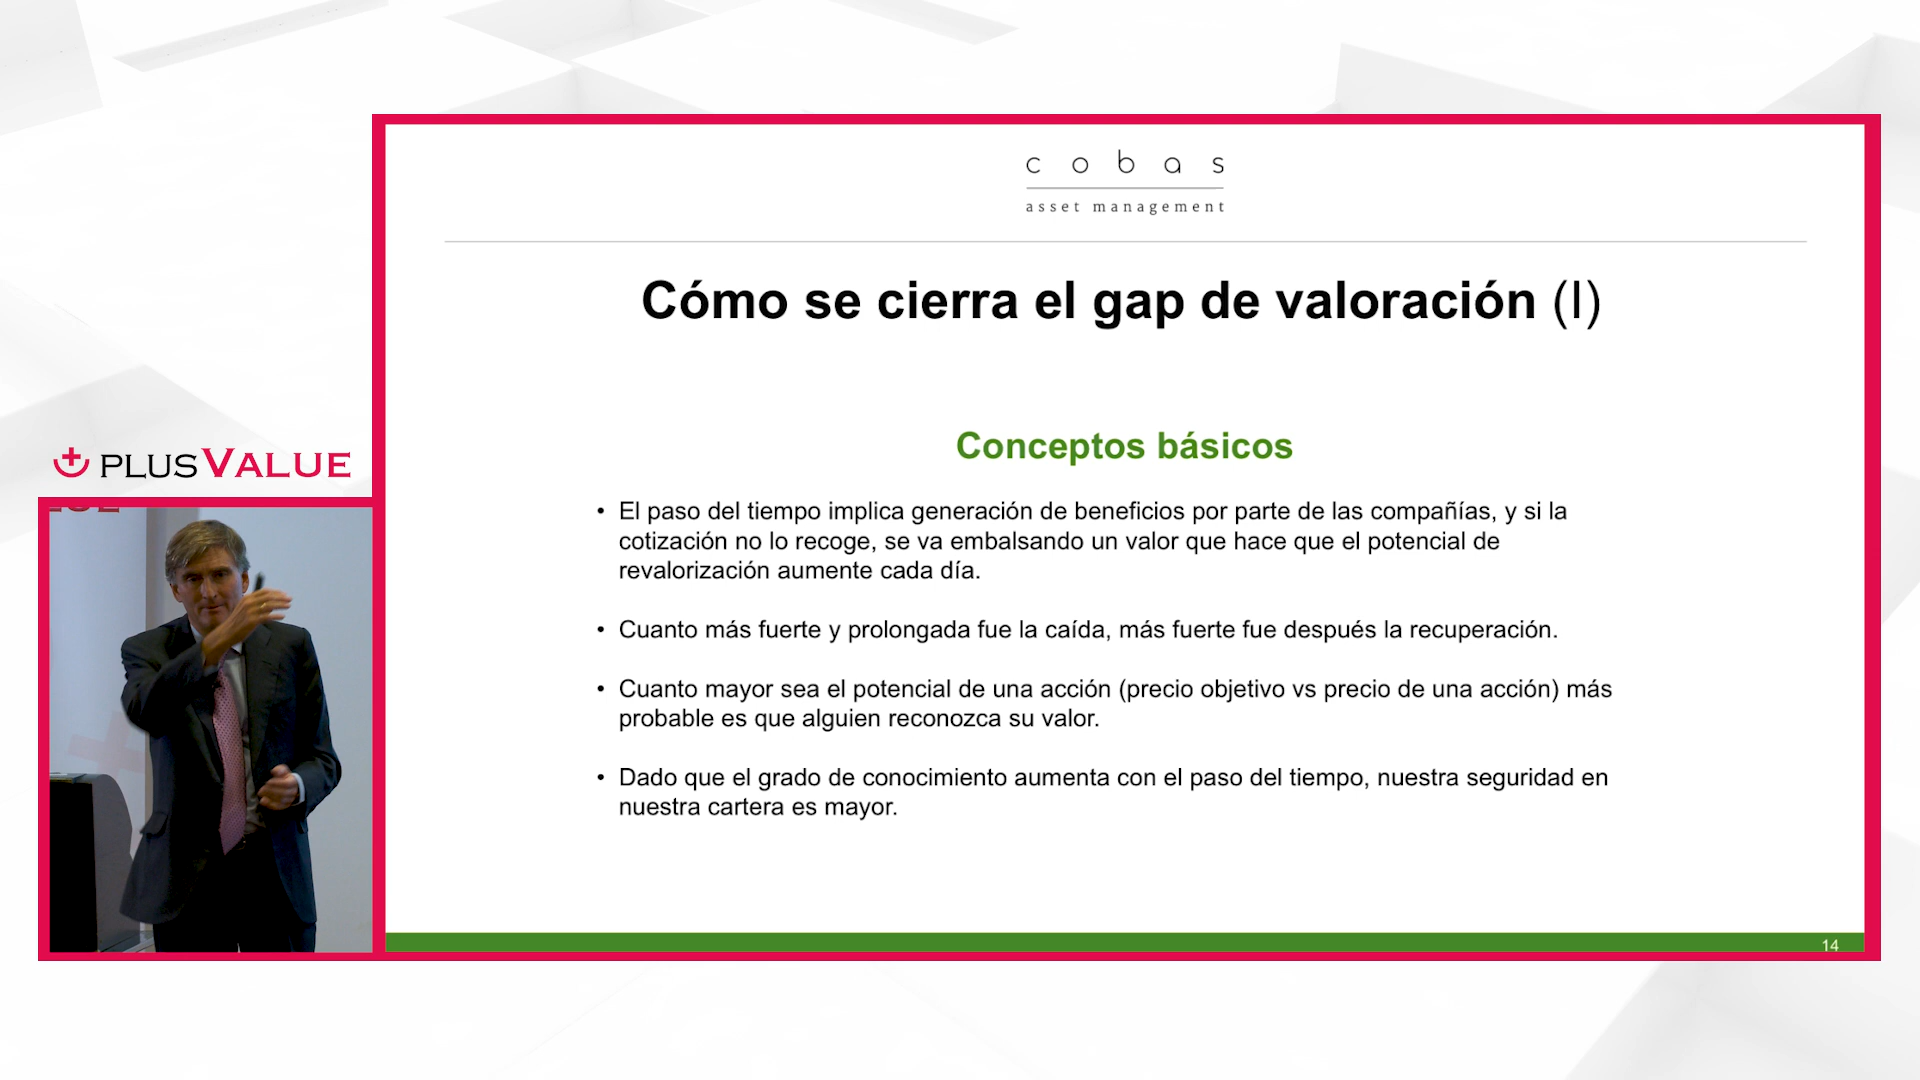 cobas
asset management
Cómo se cierra el gap de valoración (I)
Conceptos básicos
• El paso del tiempo implica generación de beneficios por parte de las compañías, y si la
cotización no lo recoge, se va embalsando un valor que hace que el potencial de
revalorización aumente cada día.
• Cuanto más fuerte y prolongada fue la caída, más fuerte fue después la recuperación.
• Cuanto mayor sea el potencial de una acción (precio objetivo vs precio de una acción) más
probable es que alguien reconozca su valor.
• Dado que el grado de conocimiento aumenta con el paso del tiempo, nuestra seguridad en
nuestra cartera es mayor.
14
PLUSVALUE